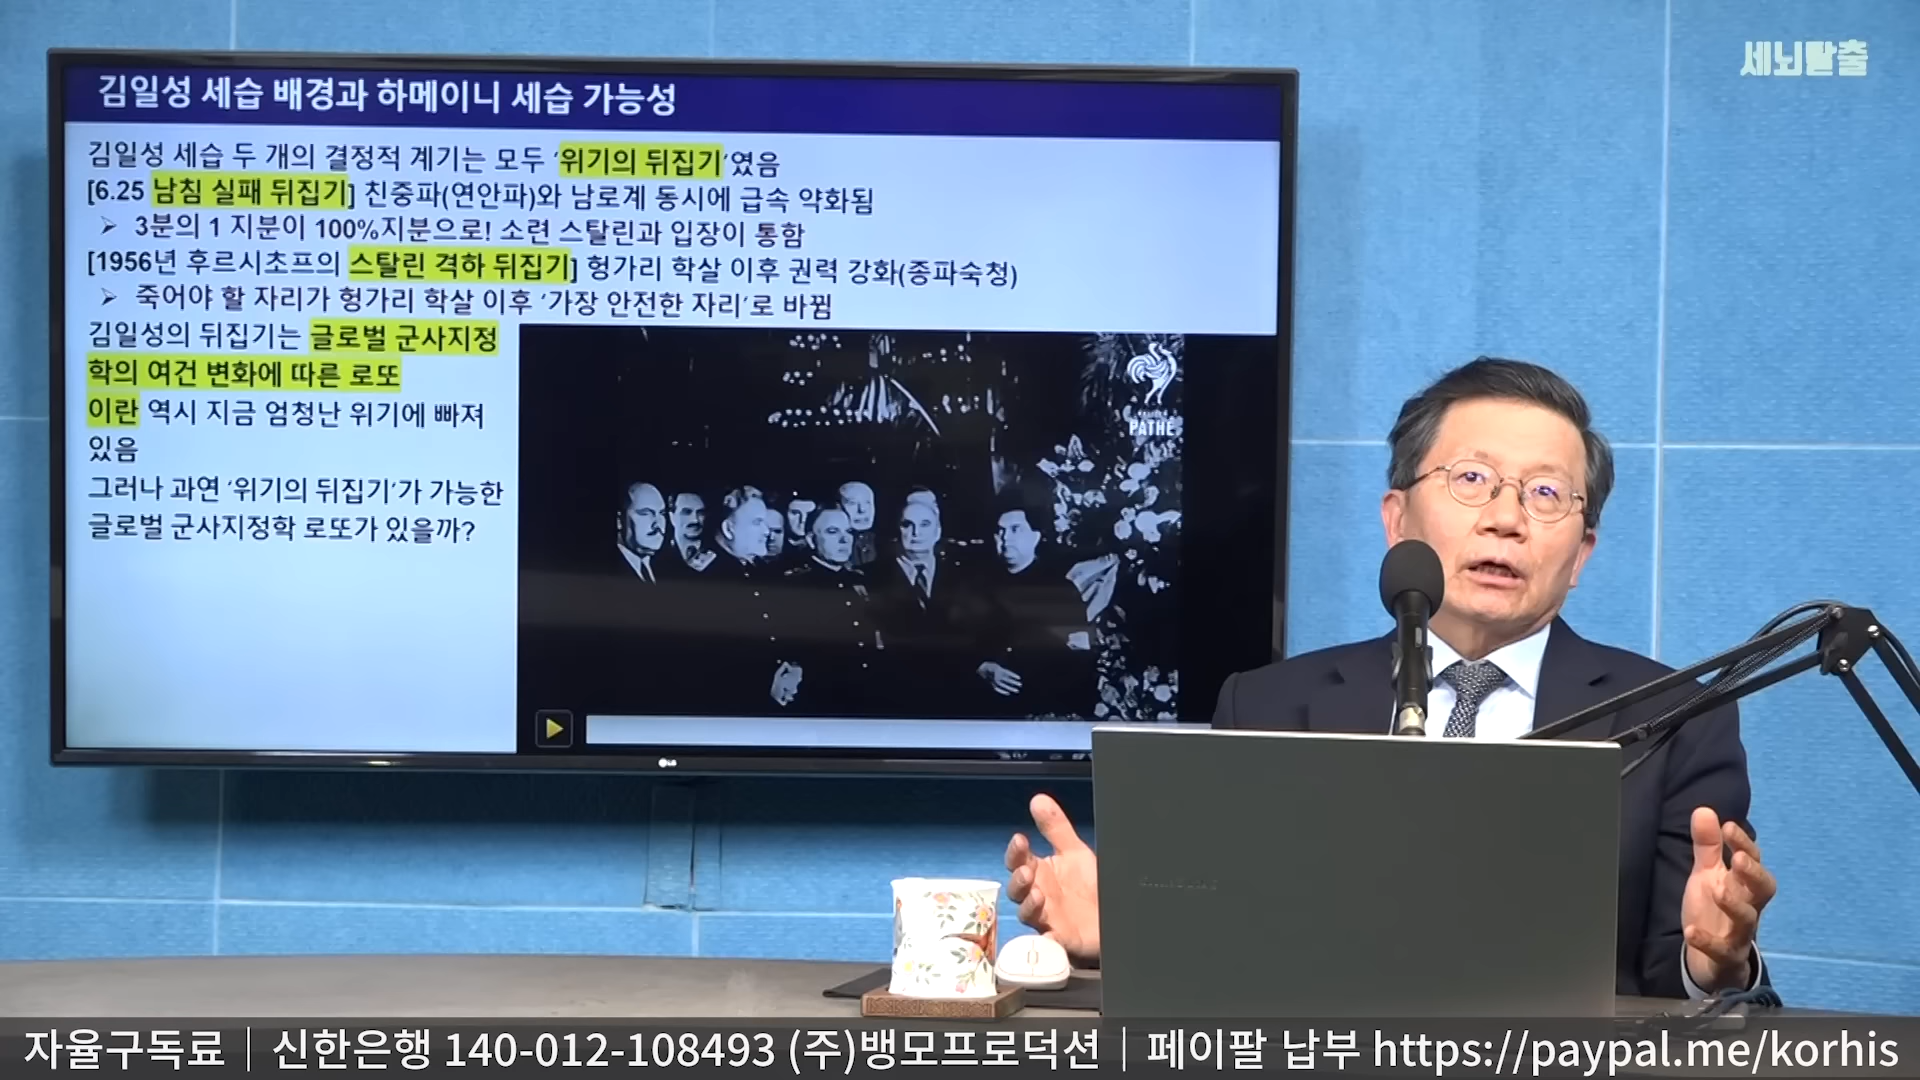 세뇌탈출
김일성 세습 배경과 하메이니 세습 가능성
김일성 세습 두 개의 결정적 계기는 모두 ‘위기의 뒤집기’였음
[6.25 남침 실패 뒤집기] 친중파(연안파)와 남로계 동시에 급속 약화됨
➢ 3분의 1 지분이 100%지분으로! 소련 스탈린과 입장이 통함
[1956년 후르시초프의 스탈린 격하 뒤집기] 헝가리 학살 이후 권력 강화(종파숙청)
➢ 죽어야 할 자리가 헝가리 학살 이후 ‘가장 안전한 자리’로 바뀜
김일성의 뒤집기는 글로벌 군사지정
학의 여건 변화에 따른 로또
이란 역시 지금 엄청난 위기에 빠져
있음
그러나 과연 ‘위기의 뒤집기’가 가능한
글로벌 군사지정학 로또가 있을까?
PATHÉ
LG
SAMSUNG
자율구독료 | 신한은행 140-012-108493 (주)뱅모프로덕션 | 페이팔 납부 https://paypal.me/korhis